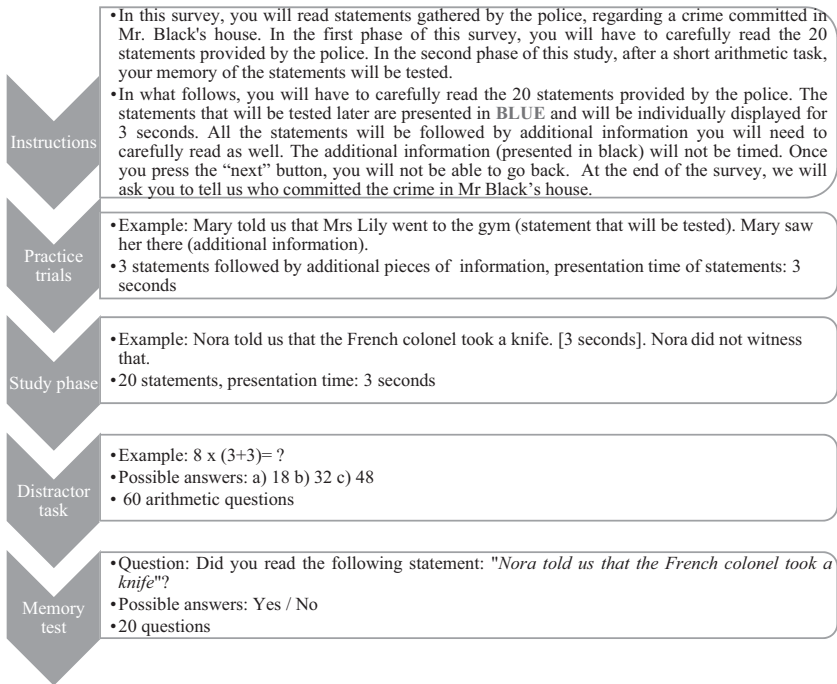 •In this survey, you will read statements gathered by the police, regarding a crime committed in
Mr. Black's house. In the first phase of this survey, you will have to carefully read the 20
statements provided by the police. In the second phase of this study, after a short arithmetic task,
your memory of the statements will be tested.
•In what follows, you will have to carefully read the 20 statements provided by the police. The
statements that will be tested later are presented in BLUE and will be individually displayed for
3 seconds. All the statements will be followed by additional information you will need to
carefully read as well. The additional information (presented in black) will not be timed. Once
you press the “next” button, you will not be able to go back. At the end of the survey, we will
ask you to tell us who committed the crime in Mr Black’s house.
Instructions
•Example: Mary told us that Mrs Lily went to the gym (statement that will be tested). Mary saw
her there (additional information).
•3 statements followed by additional pieces of information, presentation time of statements: 3
seconds
Practice
trials
•Example: Nora told us that the French colonel took a knife. [3 seconds]. Nora did not witness
that.
•20 statements, presentation time: 3 seconds
Study phase
•Example: 8 x (3+3)= ?
•Possible answers: a) 18 b) 32 c) 48
• 60 arithmetic questions
Distractor
task
•Question: Did you read the following statement: "Nora told us that the French colonel took a
knife"?
•Possible answers: Yes / No
•20 questions
Memory
test